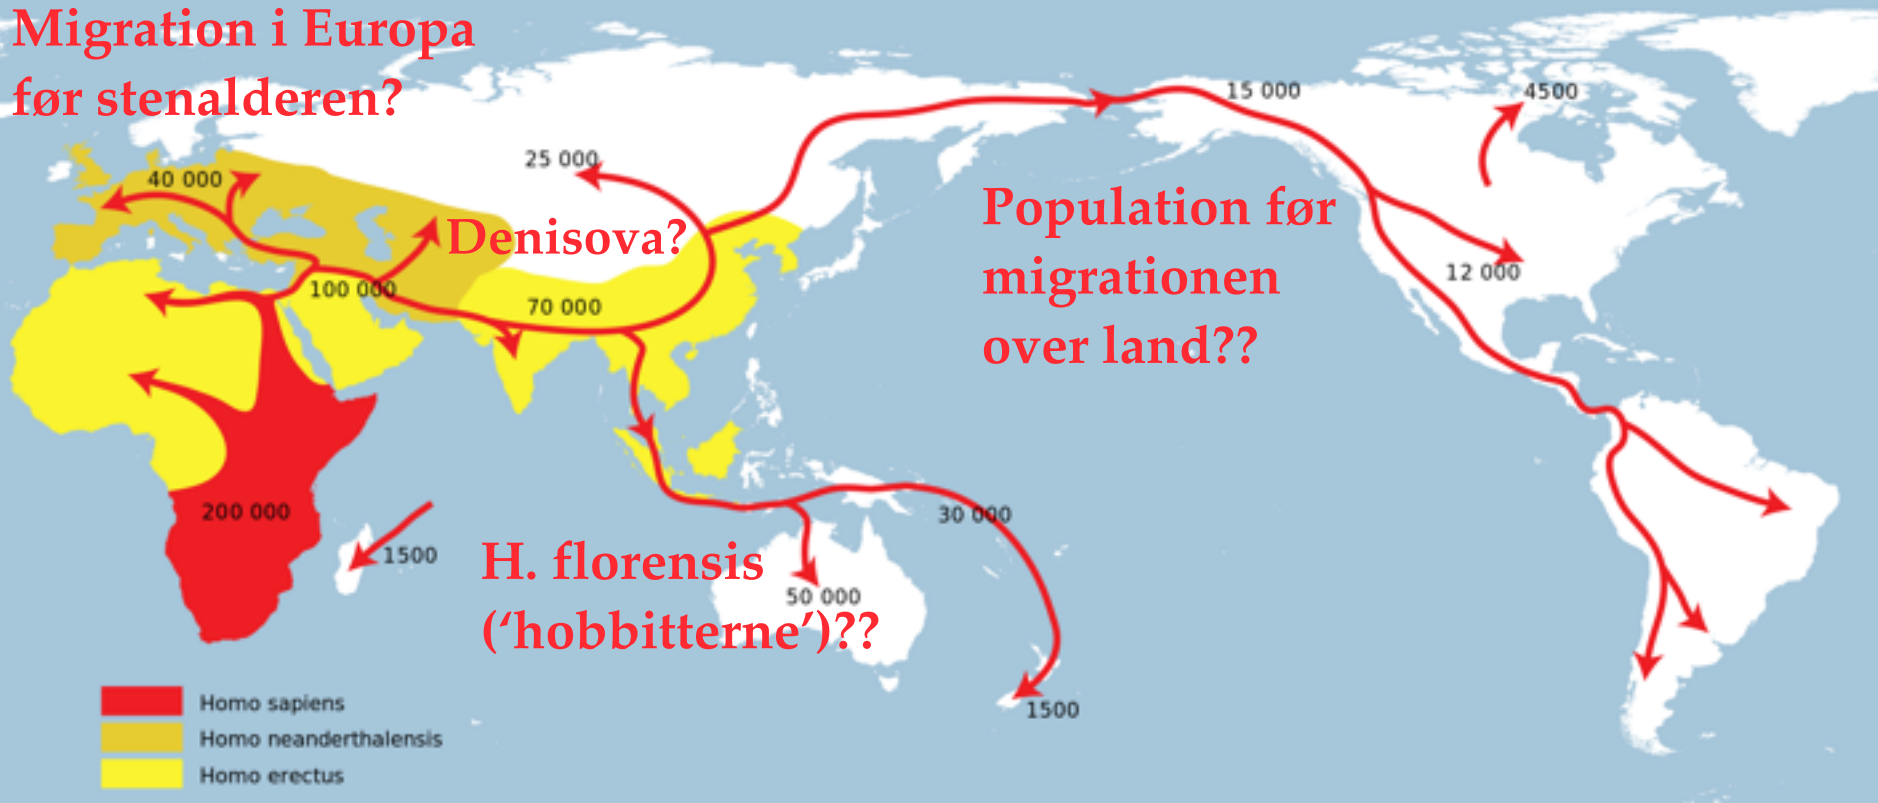 Migration i Europa
før stenalderen?
15 000
4500
25 000
40 000
Denisova?
Population før
migrationen
over land??
12 000
100 000
70 000
200 000
30 000
1500
H. florensis
(‘hobbitterne’)??
50 000
1500
Homo sapiens
Homo neanderthalensis
Homo erectus